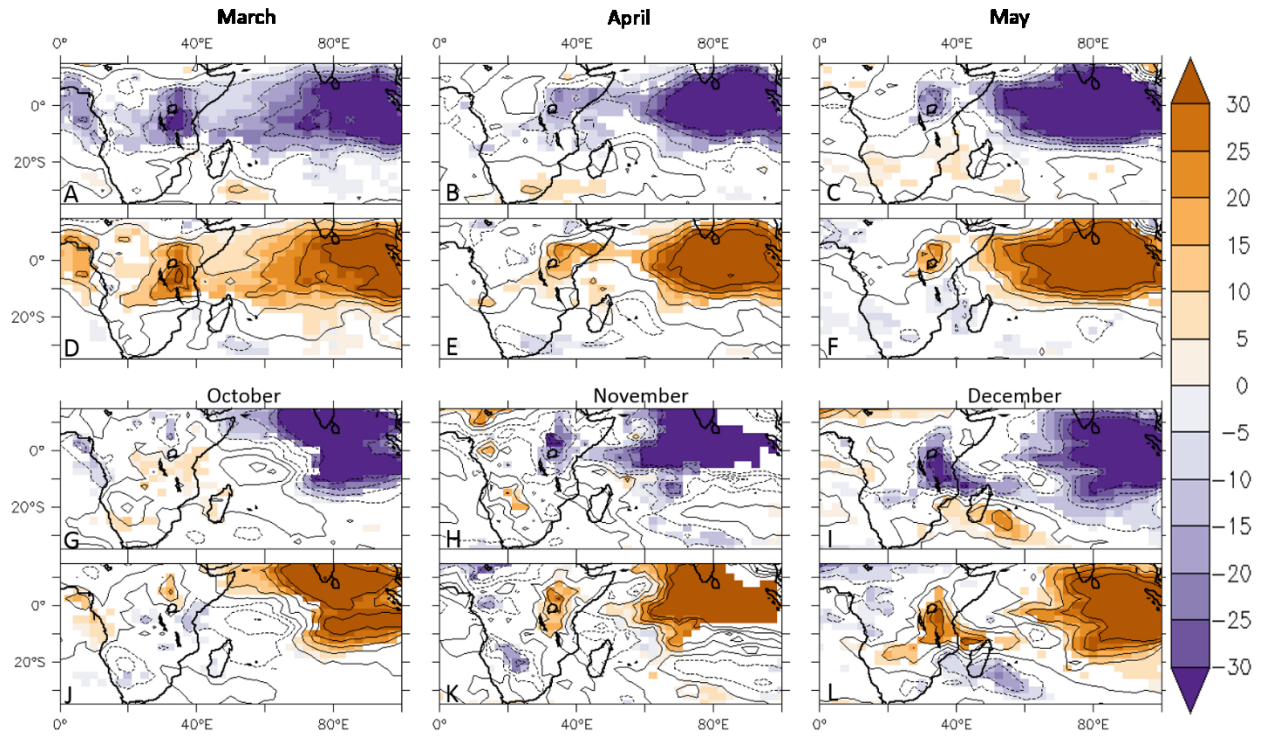 March April May
0° 40°E 80°E 0° 40°E 80°E 0° 40°E 80°E
30
0°
25
20°S
20
A B C
15
10
0°
5
20°S
0
D E F
October November December
−5
0°
−10
20°S
−15
G H I
−20
0°
−25
20°S
−30
J K L
0° 40°E 80°E 0° 40°E 80°E 0° 40°E 80°E